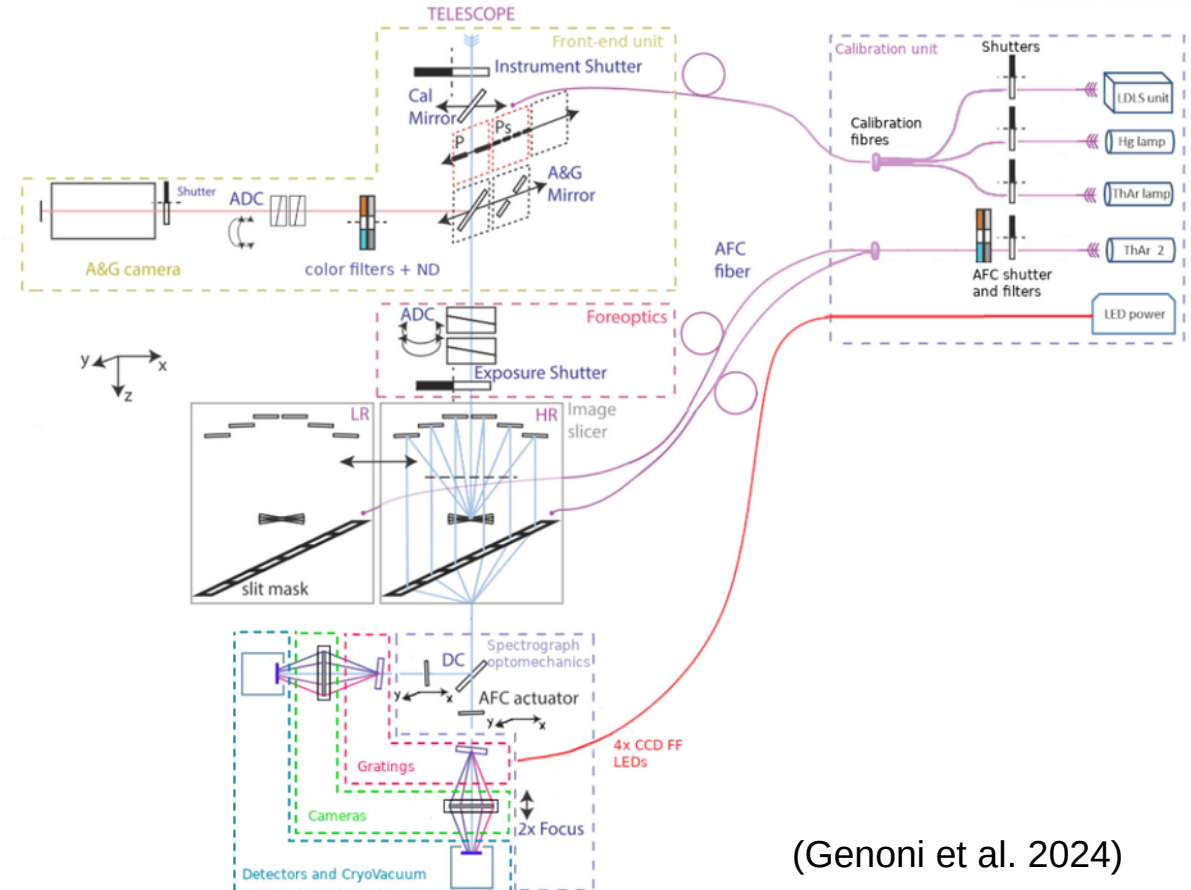 TELESCOPE
Front-end unit
Instrument Shutter
Cal
Mirror
P
Ps
A&G
Mirror
Shutter
ADC
A&G camera
color filters + ND
Calibration unit
Shutters
LDLS unit
Calibration
fibres
Hg lamp
ThAr lamp
ThAr 2
AFC shutter
and filters
LED power
AFC
fiber
ADC
Foreoptics
Exposure Shutter
y
x
z
LR
HR
Image
slicer
slit mask
Spectrograph
optomechanics
DC
y
x
AFC actuator
y
x
4x CCD FF
LEDs
Gratings
Cameras
2x Focus
Detectors and CryoVacuum
(Genoni et al. 2024)